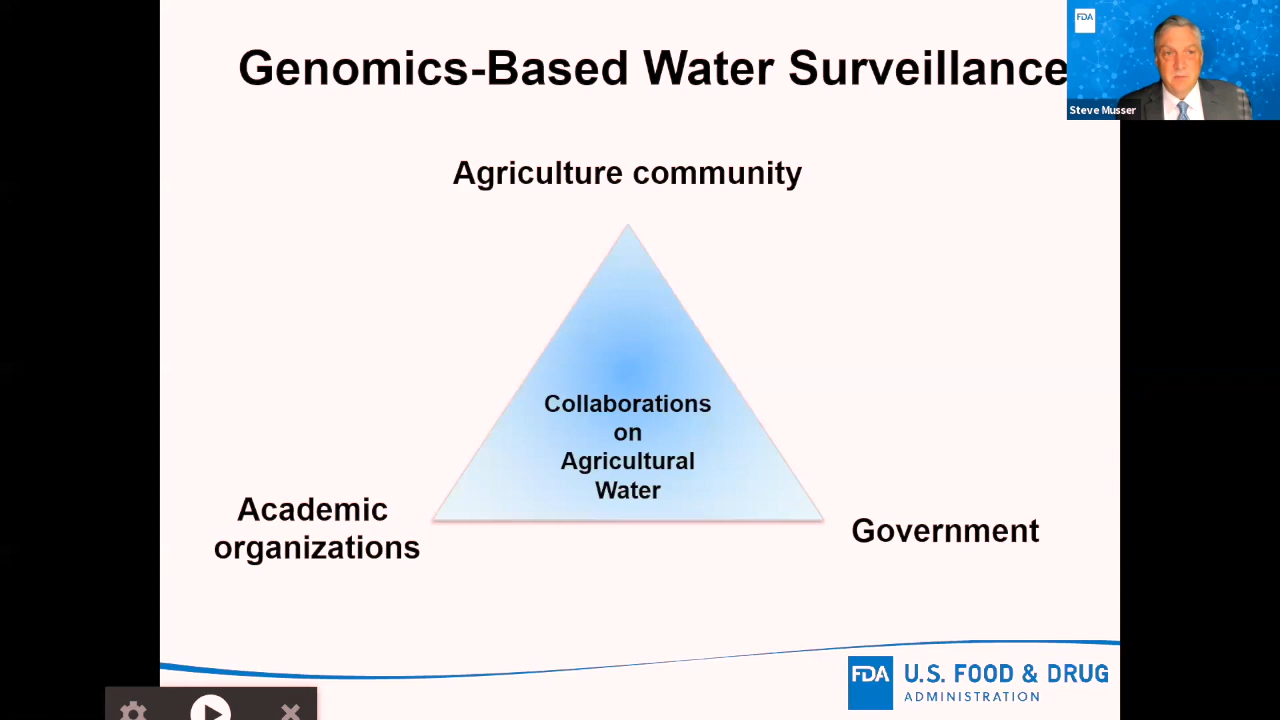 Genomics-Based Water Surveillance
FDA
Steve Musser
Agriculture community
Collaborations
on
Agricultural
Water
Academic
organizations
Government
FDA
U.S. FOOD & DRUG
ADMINISTRATION